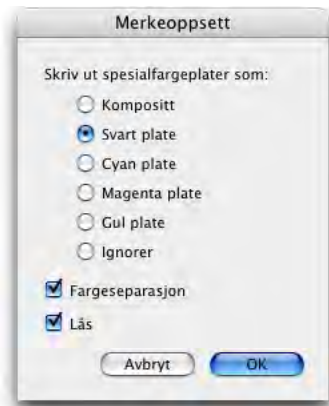 Merkeoppsett
Skriv ut spesialfargeplater som:
Kompositt
Svart plate
Cyan plate
Magenta plate
Gul plate
Ignorer
Fargeseparasjon
Lås
Avbryt
OK